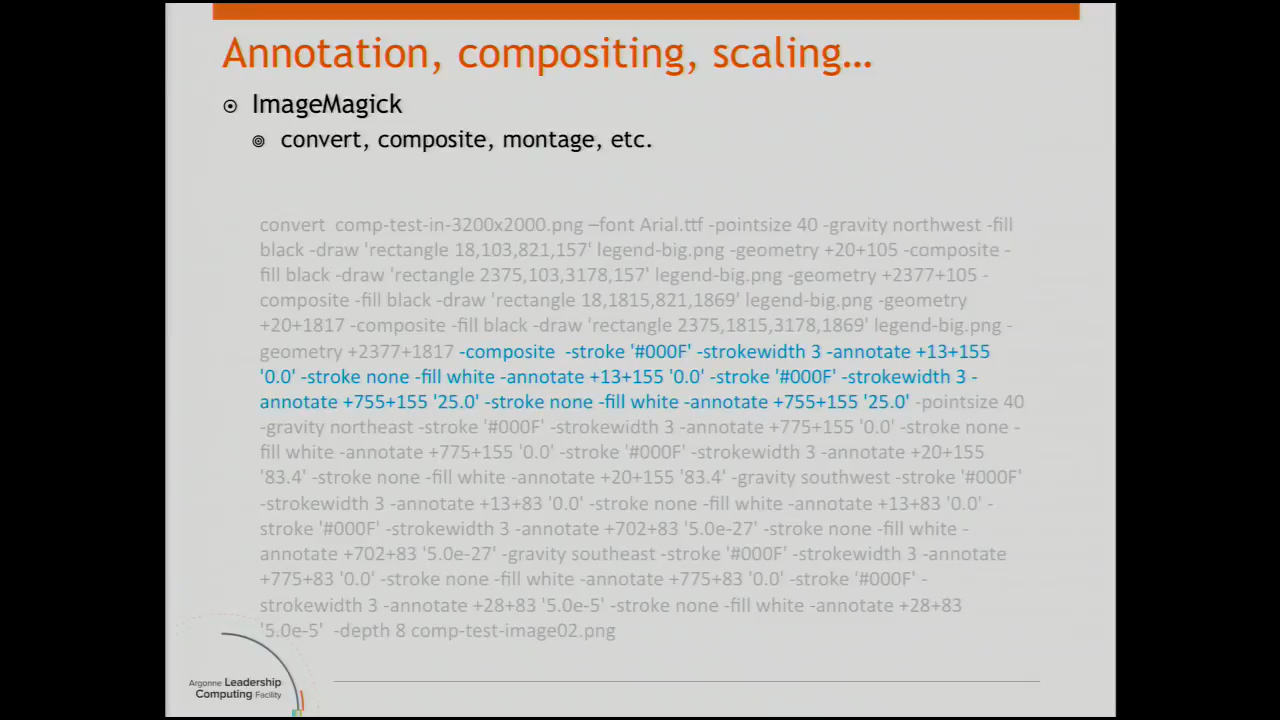 Annotation, compositing, scaling…
ImageMagick
convert, composite, montage, etc.
convert  comp-test-in-3200x2000.png –font Arial.ttf -pointsize 40 -gravity northwest -fill
black -draw 'rectangle 18,103,821,157' legend-big.png -geometry +20+105 -composite -
fill black -draw 'rectangle 2375,103,3178,157' legend-big.png -geometry +2377+105 -
composite -fill black -draw 'rectangle 18,1815,821,1869' legend-big.png -geometry
+20+1817 -composite -fill black -draw 'rectangle 2375,1815,3178,1869' legend-big.png -
geometry +2377+1817 -composite  -stroke '#000F' -strokewidth 3 -annotate +13+155
'0.0' -stroke none -fill white -annotate +13+155 '0.0' -stroke '#000F' -strokewidth 3 -
annotate +755+155 '25.0' -stroke none -fill white -annotate +755+155 '25.0' -pointsize 40
-gravity northeast -stroke '#000F' -strokewidth 3 -annotate +775+155 '0.0' -stroke none -
fill white -annotate +775+155 '0.0' -stroke '#000F' -strokewidth 3 -annotate +20+155
'83.4' -stroke none -fill white -annotate +20+155 '83.4' -gravity southwest -stroke '#000F'
-strokewidth 3 -annotate +13+83 '0.0' -stroke none -fill white -annotate +13+83 '0.0' -
stroke '#000F' -strokewidth 3 -annotate +702+83 '5.0e-27' -stroke none -fill white -
annotate +702+83 '5.0e-27' -gravity southeast -stroke '#000F' -strokewidth 3 -annotate
+775+83 '0.0' -stroke none -fill white -annotate +775+83 '0.0' -stroke '#000F' -
strokewidth 3 -annotate +28+83 '5.0e-5' -stroke none -fill white -annotate +28+83
'5.0e-5'  -depth 8 comp-test-image02.png
Argonne Leadership
Computing Facility